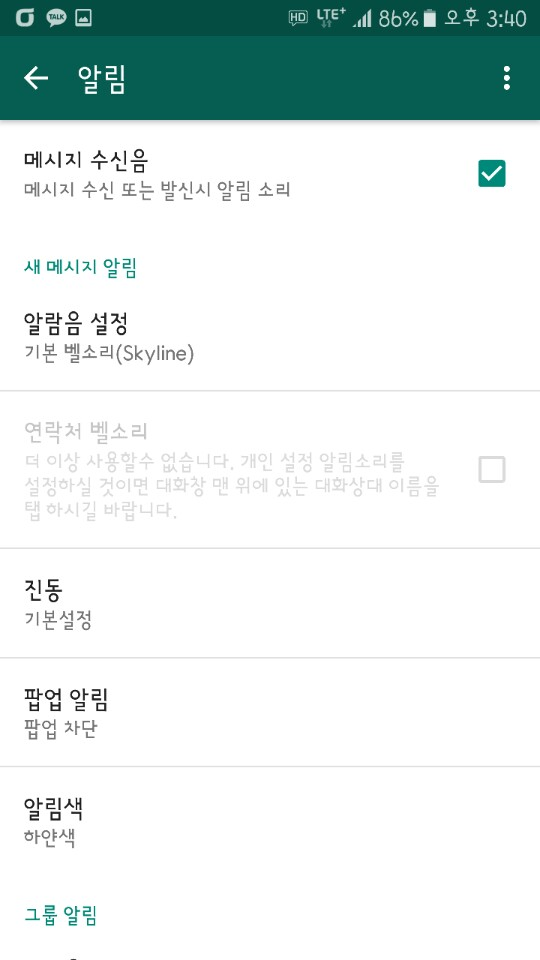 TALK HD LTE+ 86% 오후 3:40
알림
메시지 수신음
메시지 수신 또는 발신시 알림 소리
새 메시지 알림
알람음 설정
기본 벨소리(Skyline)
연락처 벨소리
더 이상 사용할수 없습니다. 개인 설정 알림소리를
설정하실 것이면 대화창 맨 위에 있는 대화상대 이름을
탭 하시길 바랍니다.
진동
기본설정
팝업 알림
팝업 차단
알림색
하얀색
그룹 알림